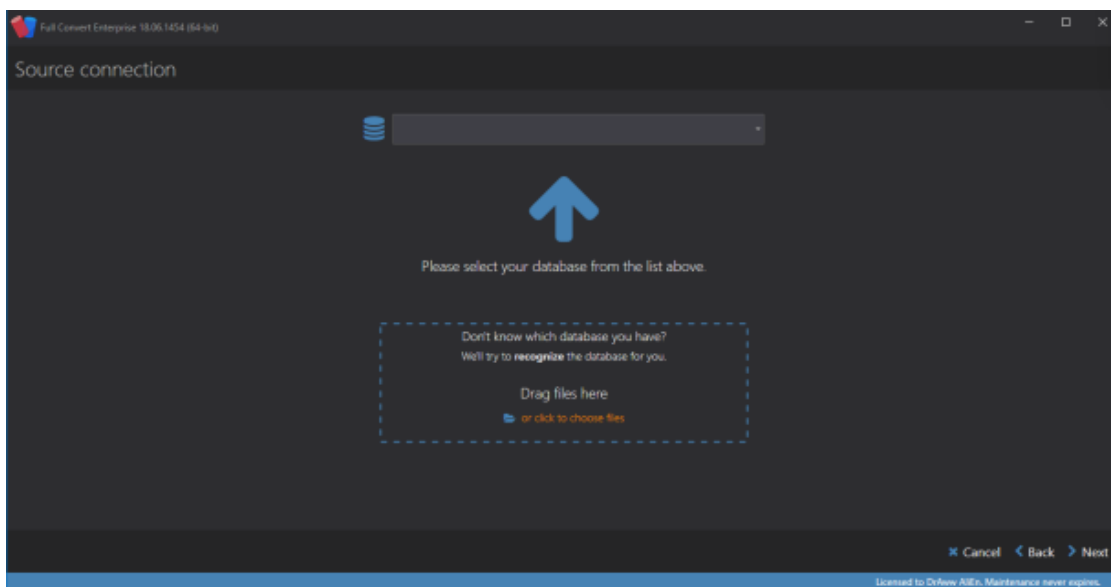 Full Convert Enterprise 18.06.1454 (64-bit)
Source connection
Please select your database from the list above.
Don't know which database you have?
We'll try to recognize the database for you.
Drag files here
or click to choose files
Cancel Back Next
Licensed to DrAww AliEn. Maintenance never expires.